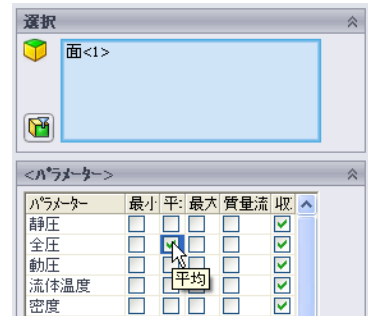 選択
面<1>
<パラメーター>
パラメーター 最小 平: 最大 質量流 収
静圧
全圧
動圧
平均
流体温度
密度